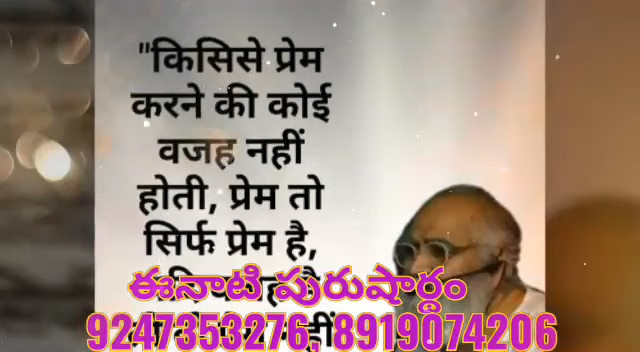 "किसिसे प्रेम
करने की कोई
वजह नहीं
होती, प्रेम तो
सिर्फ प्रेम है,
ఈనాటి పురుషార్థం
9247353276, 8919074206